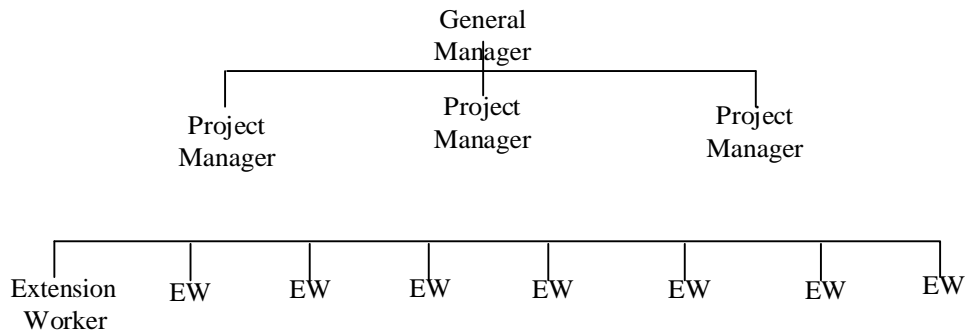 General
Manager
Project
Manager
Project
Manager
Project
Manager
Extension
Worker
EW
EW
EW
EW
EW
EW
EW